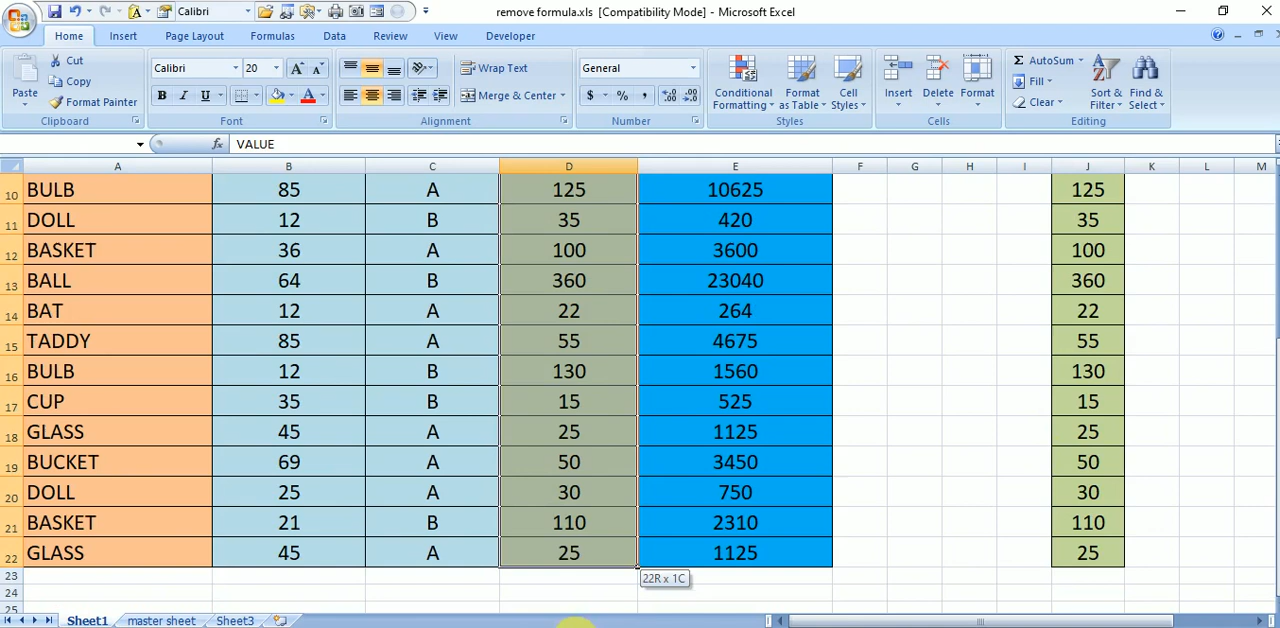 Calibri
remove formula.xls [Compatibility Mode] - Microsoft Excel
Home Insert Page Layout Formulas Data Review View Developer
Paste Cut Copy Format Painter
Clipboard
Calibri 20 A A
B I U A
Font
Wrap Text
Merge & Center
Alignment
General
$ % ,
Number
Conditional Formatting Format as Table Cell Styles
Styles
Insert Delete Format
Cells
Σ AutoSum Fill Clear Sort & Filter Find & Select
Editing
fx VALUE
A B C D E F G H I J K L M
10 BULB 85 A 125 10625 125
11 DOLL 12 B 35 420 35
12 BASKET 36 A 100 3600 100
13 BALL 64 B 360 23040 360
14 BAT 12 A 22 264 22
15 TADDY 85 A 55 4675 55
16 BULB 12 B 130 1560 130
17 CUP 35 B 15 525 15
18 GLASS 45 A 25 1125 25
19 BUCKET 69 A 50 3450 50
20 DOLL 25 A 30 750 30
21 BASKET 21 B 110 2310 110
22 GLASS 45 A 25 1125 25
23 22R x 1C
24
25
Sheet1 master sheet Sheet3